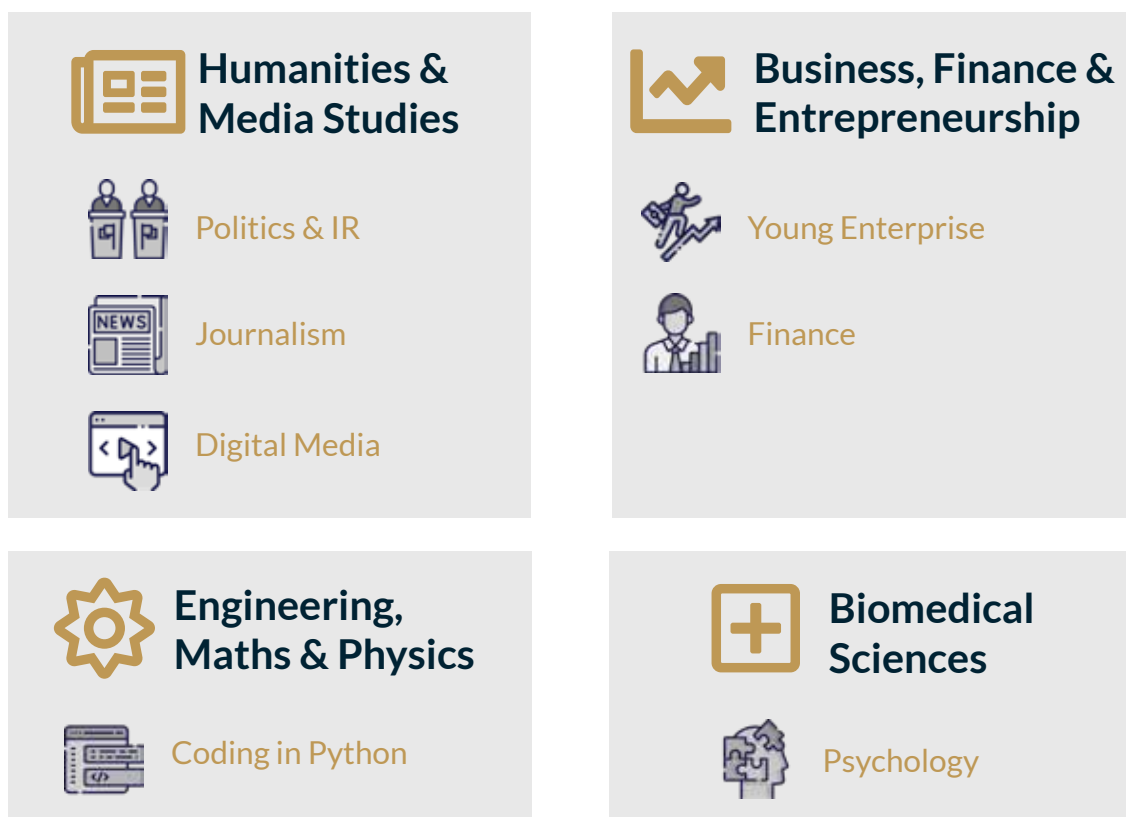 Humanities &
Media Studies
Politics & IR
NEWS
Journalism
Digital Media
Business, Finance &
Entrepreneurship
Young Enterprise
Finance
Engineering,
Maths & Physics
Coding in Python
Biomedical
Sciences
Psychology